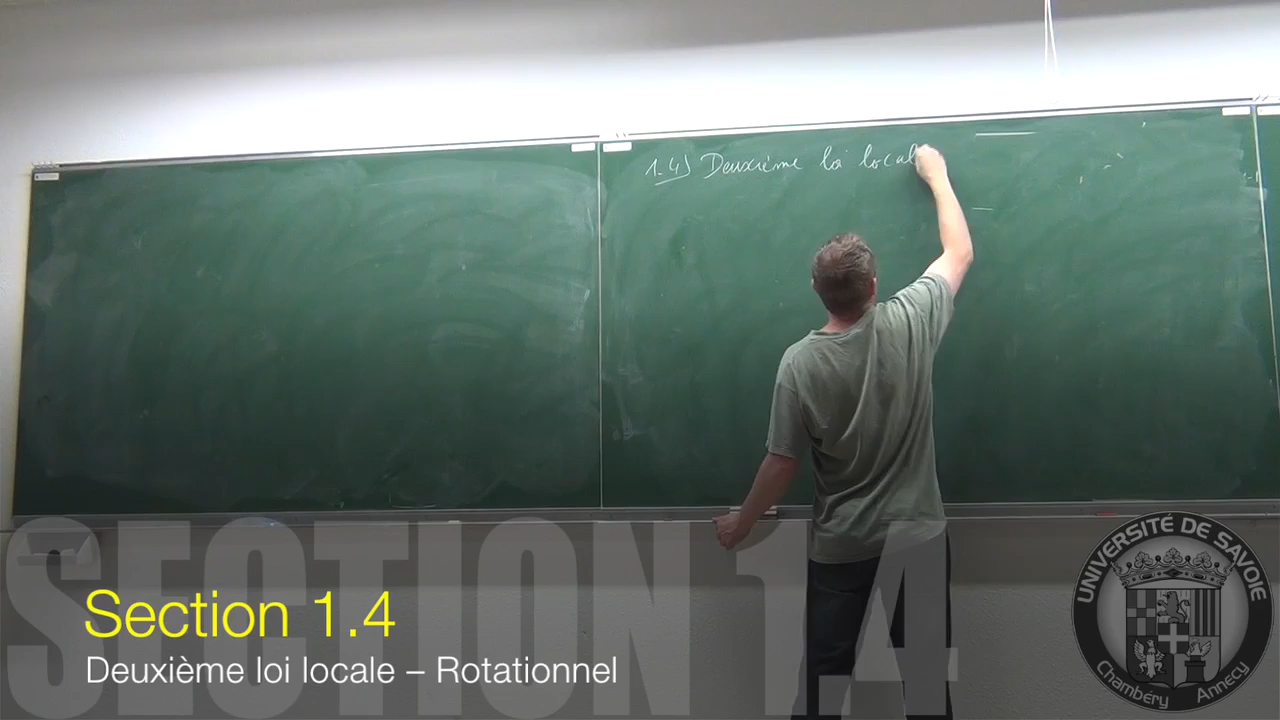 1.4) Deuxième loi local
SECTION 1.4
Section 1.4
Deuxième loi locale – Rotationnel
UNIVERSITÉ DE SAVOIE
Chambéry Annecy